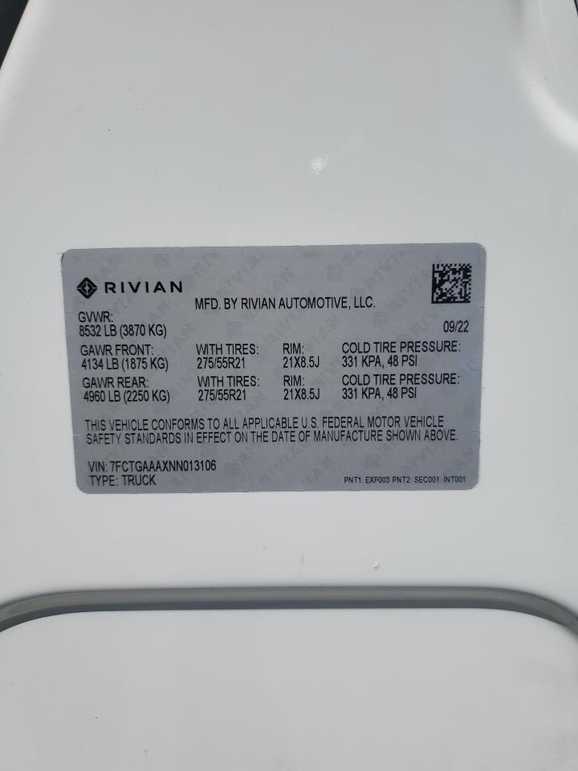 RIVIAN
MFD. BY RIVIAN AUTOMOTIVE, LLC.
GVWR:
8532 LB (3870 KG) 09/22
GAWR FRONT: WITH TIRES: RIM: COLD TIRE PRESSURE:
4134 LB (1875 KG) 275/55R21 21X8.5J 331 KPA, 48 PSI
GAWR REAR: WITH TIRES: RIM: COLD TIRE PRESSURE:
4960 LB (2250 KG) 275/55R21 21X8.5J 331 KPA, 48 PSI
THIS VEHICLE CONFORMS TO ALL APPLICABLE U.S. FEDERAL MOTOR VEHICLE
SAFETY STANDARDS IN EFFECT ON THE DATE OF MANUFACTURE SHOWN ABOVE.
VIN: 7FCTGAAAXNN013106
TYPE: TRUCK PNT1: EXP003 PNT2: SEC001 INT001